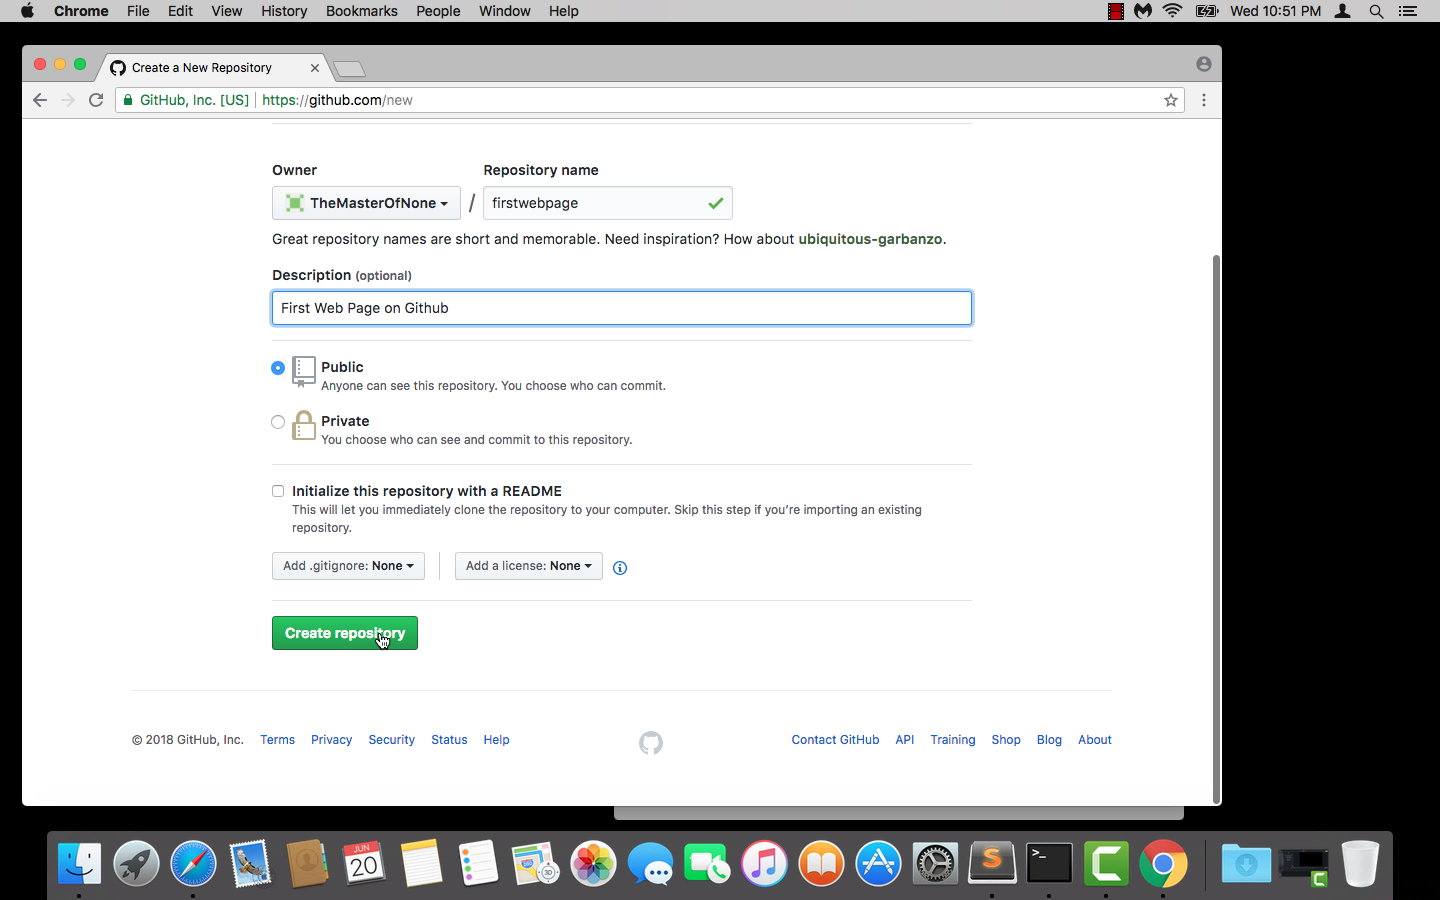 Chrome File Edit View History Bookmarks People Window Help Wed 10:51 PM
Create a New Repository
GitHub, Inc. [US] https://github.com/new
Owner Repository name
TheMasterOfNone / firstwebpage
Great repository names are short and memorable. Need inspiration? How about ubiquitous-garbanzo.
Description (optional)
First Web Page on Github
Public
Anyone can see this repository. You choose who can commit.
Private
You choose who can see and commit to this repository.
Initialize this repository with a README
This will let you immediately clone the repository to your computer. Skip this step if you’re importing an existing
repository.
Add .gitignore: None Add a license: None
Create repository
© 2018 GitHub, Inc. Terms Privacy Security Status Help Contact GitHub API Training Shop Blog About
JUN
20
3D
S
>_
C
C